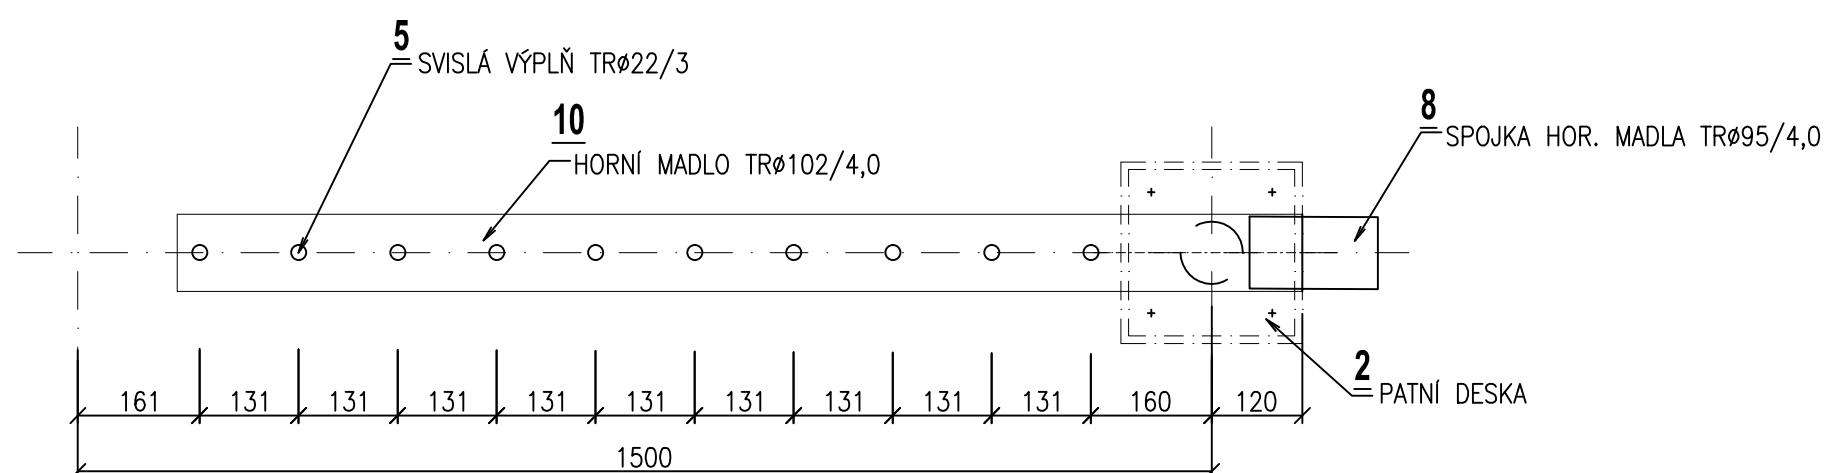 5
SVISLÁ VÝPLŇ TRø22/3
10
HORNÍ MADLO TRø102/4,0
8
SPOJKA HOR. MADLA TRø95/4,0
2
PATNÍ DESKA
161 131 131 131 131 131 131 131 131 131 160 120
1500